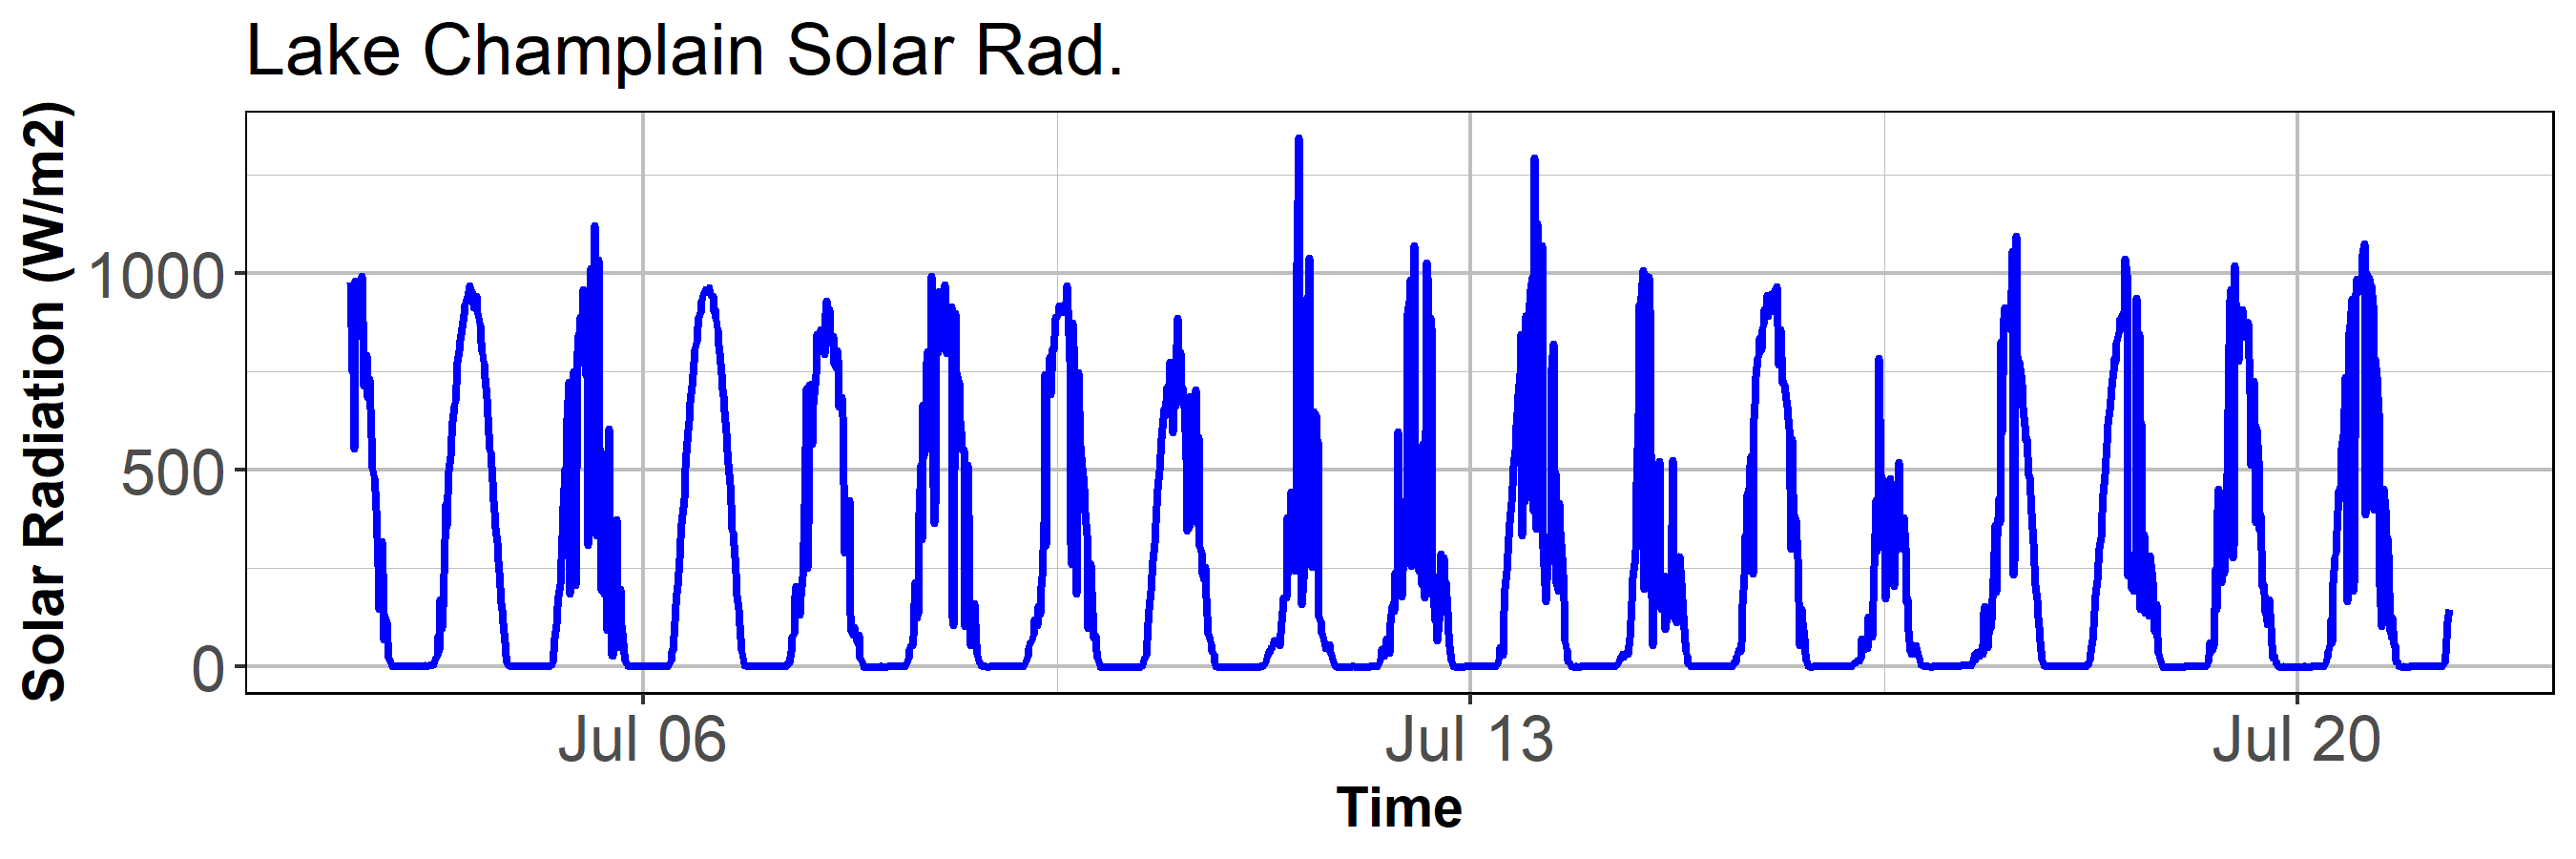 Lake Champlain Solar Rad.
Solar Radiation (W/m2)
1000
500
0
Jul 06
Jul 13
Jul 20
Time